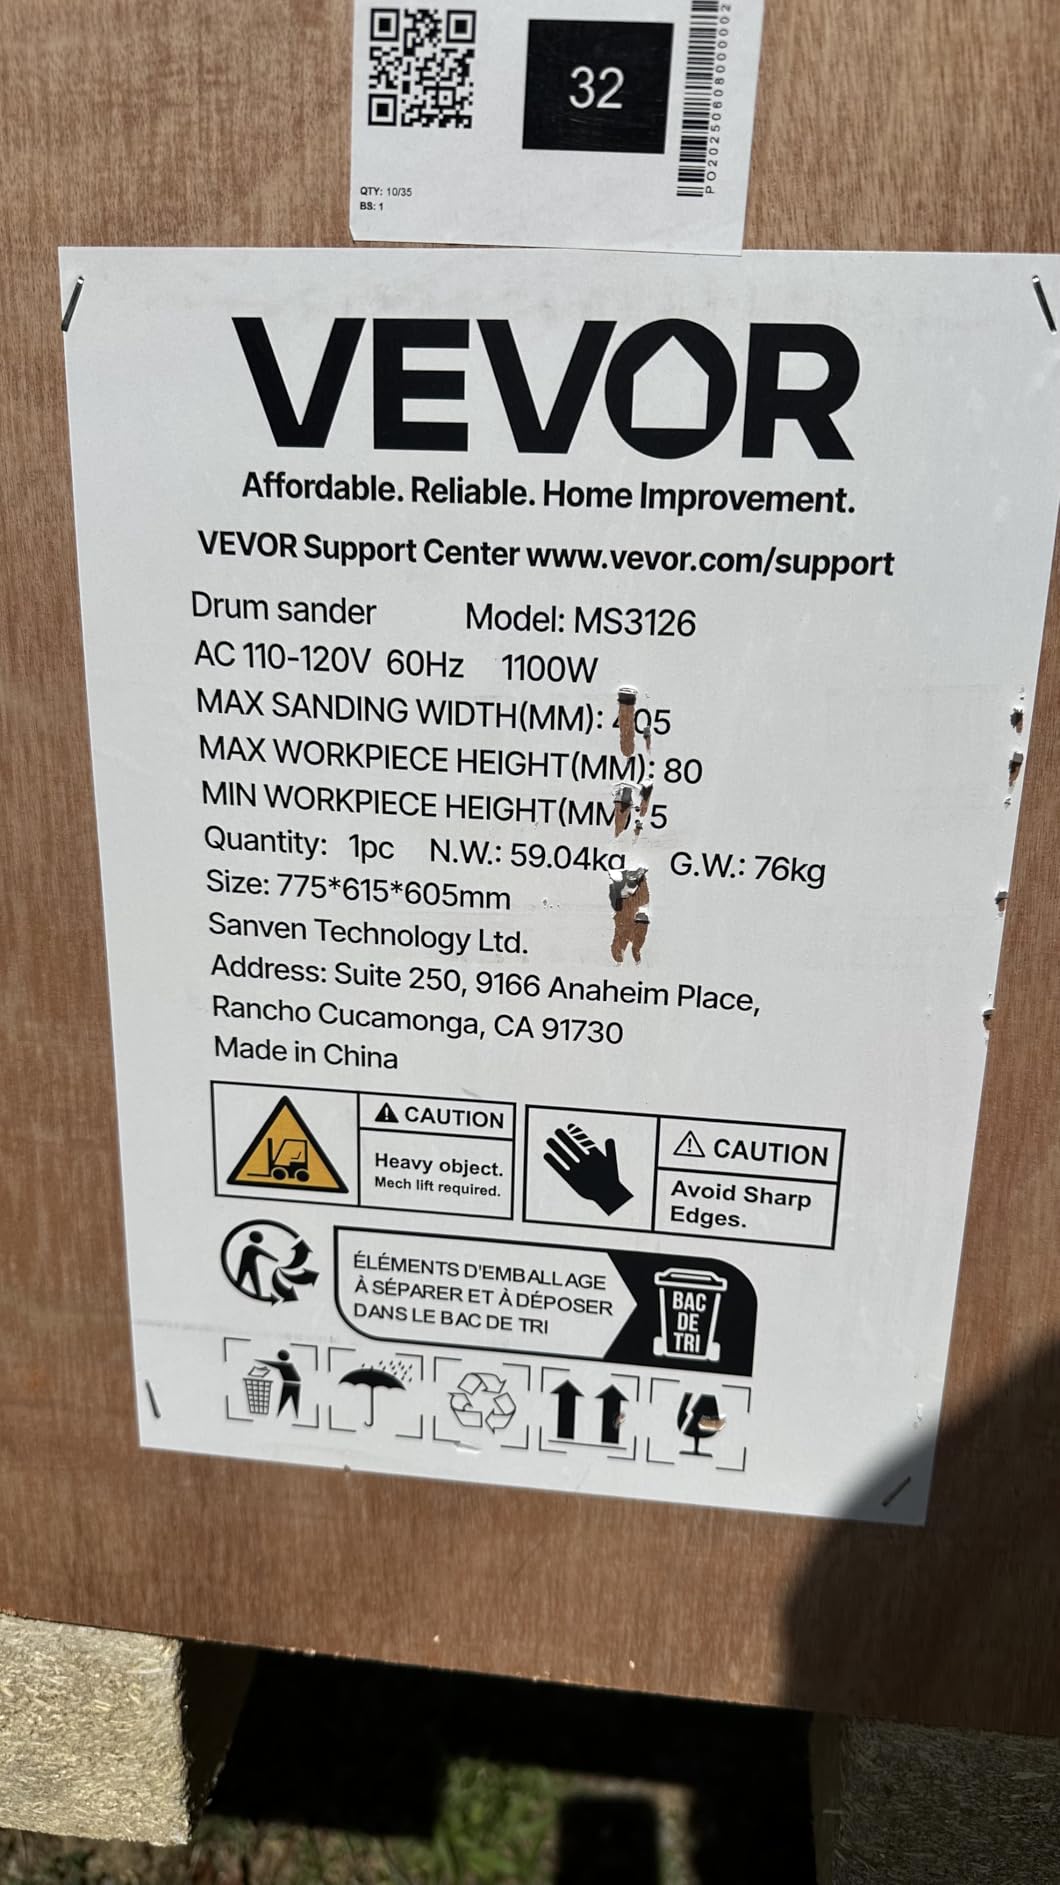 32
QTY: 10/35
BS: 1
VEVOR
Affordable. Reliable. Home Improvement.
VEVOR Support Center www.vevor.com/support
Drum sander Model: MS3126
AC 110-120V 60Hz 1100W
MAX SANDING WIDTH(MM): 405
MAX WORKPIECE HEIGHT(MM): 80
MIN WORKPIECE HEIGHT(MM): 5
Quantity: 1pc N.W.: 59.04kg G.W.: 76kg
Size: 775*615*605mm
Sanven Technology Ltd.
Address: Suite 250, 9166 Anaheim Place,
Rancho Cucamonga, CA 91730
Made in China
CAUTION
Heavy object.
Mech lift required.
CAUTION
Avoid Sharp
Edges.
ÉLÉMENTS D'EMBALLAGE
À SÉPARER ET À DÉPOSER
DANS LE BAC DE TRI
BAC
DE
TRI